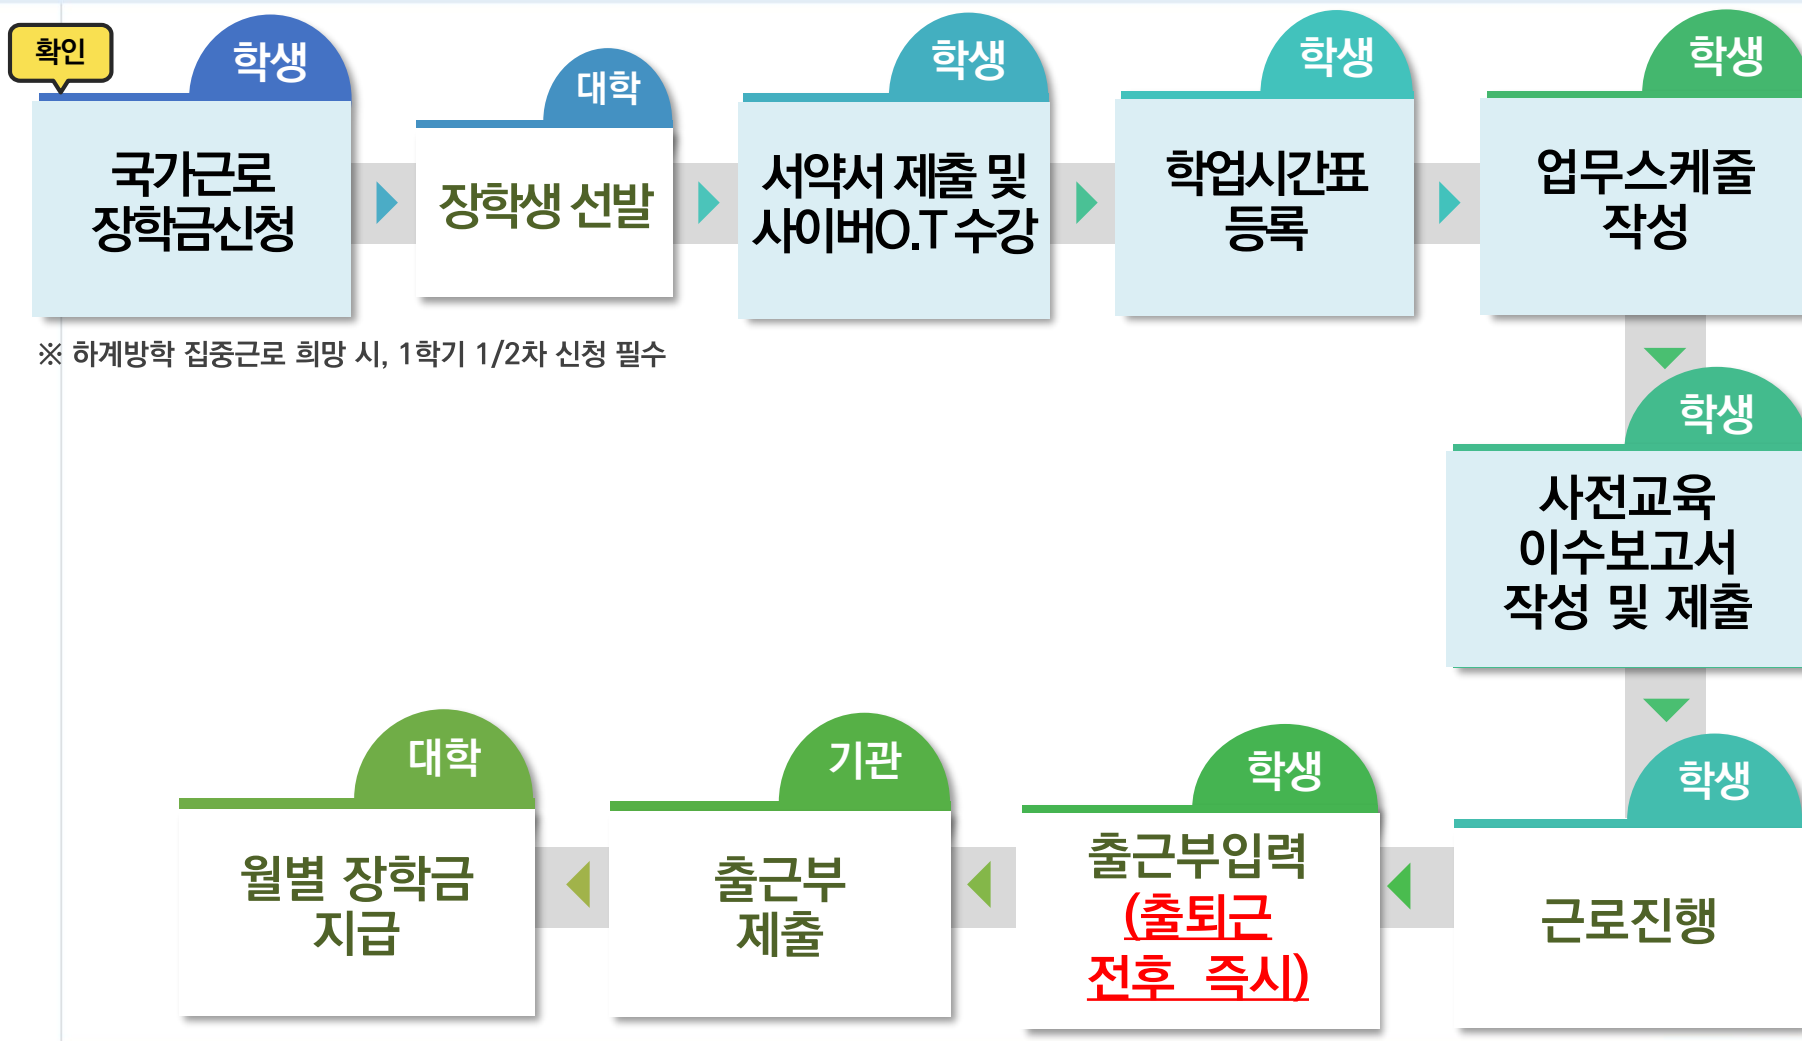 확인
학생
국가근로
장학금신청
대학
장학생 선발
학생
서약서 제출 및
사이버O.T 수강
학생
학업시간표
등록
학생
업무스케줄
작성
※ 하계방학 집중근로 희망 시, 1학기 1/2차 신청 필수
학생
사전교육
이수보고서
작성 및 제출
학생
근로진행
학생
출근부입력
(출퇴근
전후 즉시)
기관
출근부
제출
대학
월별 장학금
지급